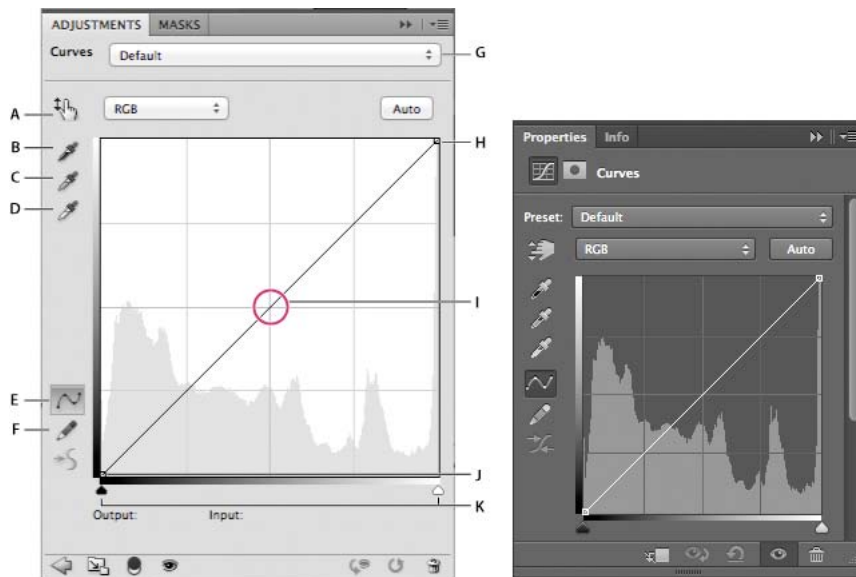 ADJUSTMENTS MASKS
Curves Default
G
A
RGB Auto
B
H
C
D
I
E
F
J
K
Output: Input:
Properties Info
Curves
Preset: Default
RGB Auto